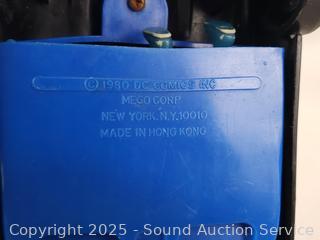 © 1980 DC COMICS INC
MEGO CORP
NEW YORK, N.Y. 10010
MADE IN HONG KONG
Copyright 2025 - Sound Auction Service